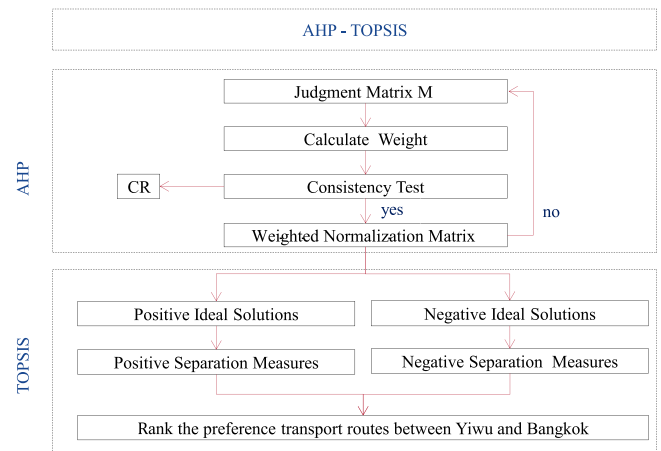 AHP - TOPSIS
AHP
Judgment Matrix M
Calculate Weight
CR
Consistency Test
yes
no
Weighted Normalization Matrix
TOPSIS
Positive Ideal Solutions
Negative Ideal Solutions
Positive Separation Measures
Negative Separation Measures
Rank the preference transport routes between Yiwu and Bangkok